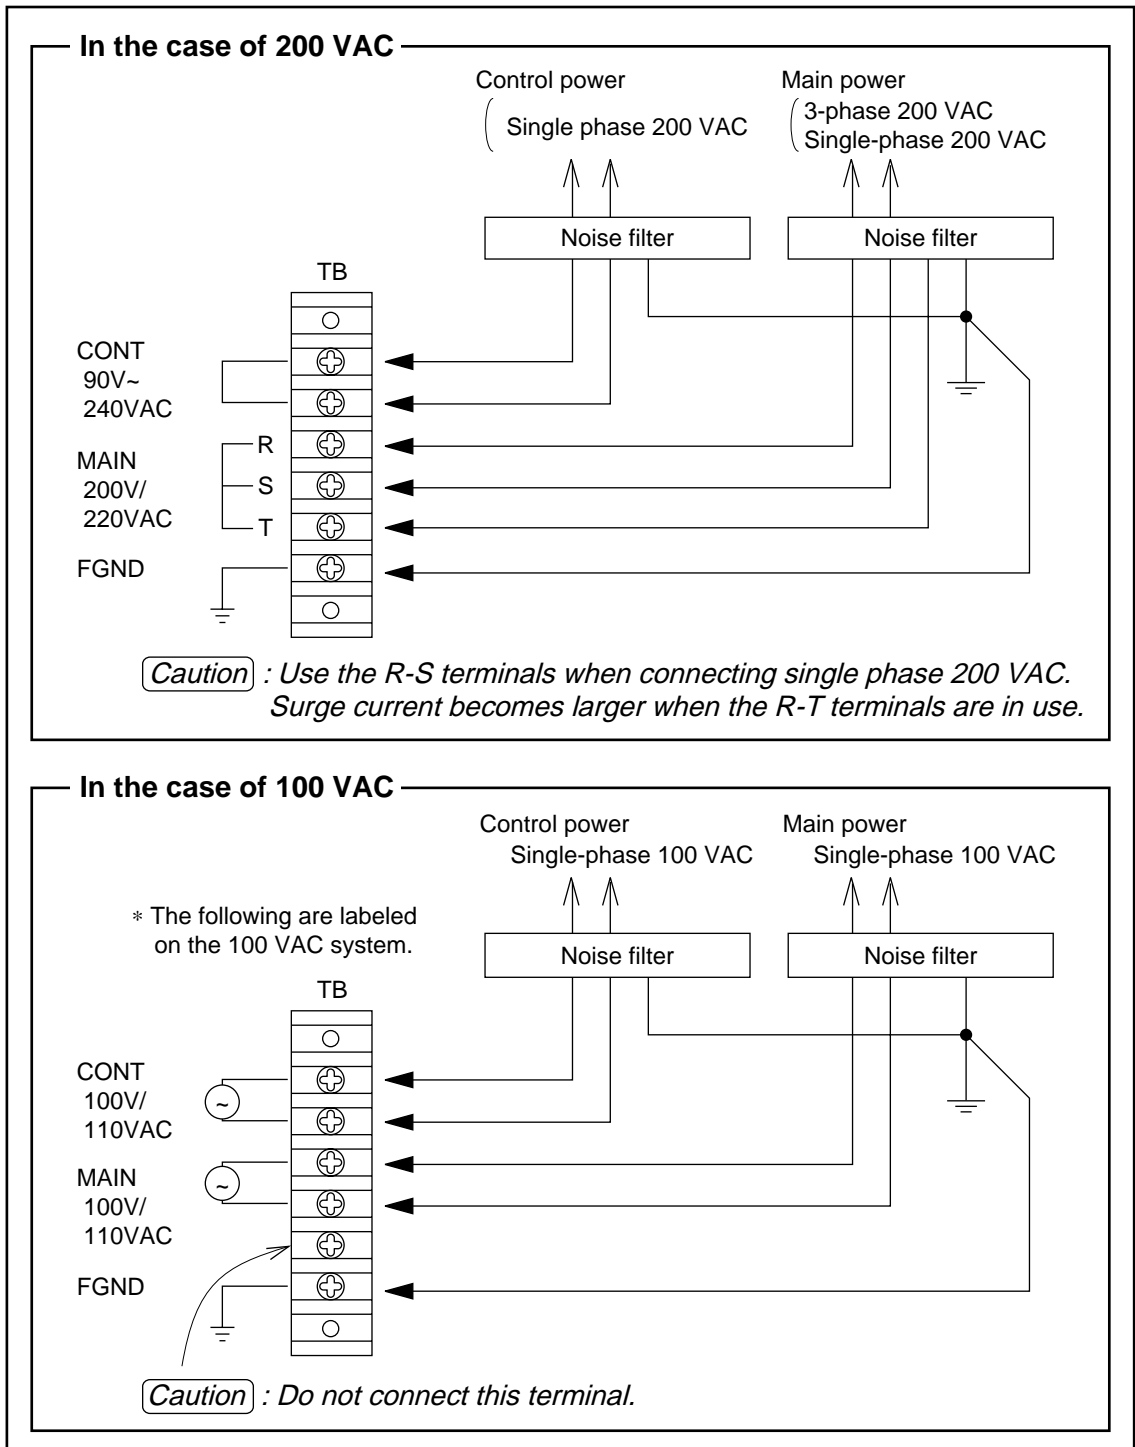 In the case of 200 VAC
Control power
Single phase 200 VAC
Main power
3-phase 200 VAC
Single-phase 200 VAC
Noise filter
Noise filter
TB
CONT
90V~
240VAC
MAIN
200V/
220VAC
R
S
T
FGND
Caution : Use the R-S terminals when connecting single phase 200 VAC.
Surge current becomes larger when the R-T terminals are in use.
In the case of 100 VAC
Control power
Single-phase 100 VAC
Main power
Single-phase 100 VAC
* The following are labeled
on the 100 VAC system.
Noise filter
Noise filter
TB
CONT
100V/
110VAC
~
MAIN
100V/
110VAC
~
FGND
Caution : Do not connect this terminal.